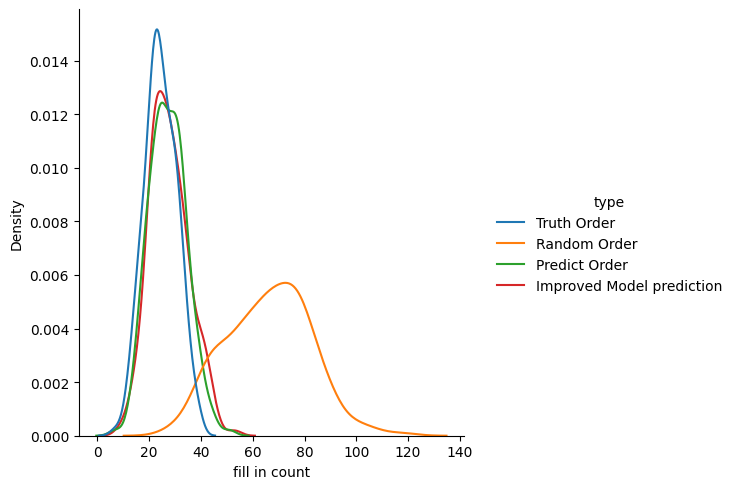 0.014
0.012
0.010
0.008
0.006
0.004
0.002
0.000
Density
0 20 40 60 80 100 120 140
fill in count
type
Truth Order
Random Order
Predict Order
Improved Model prediction